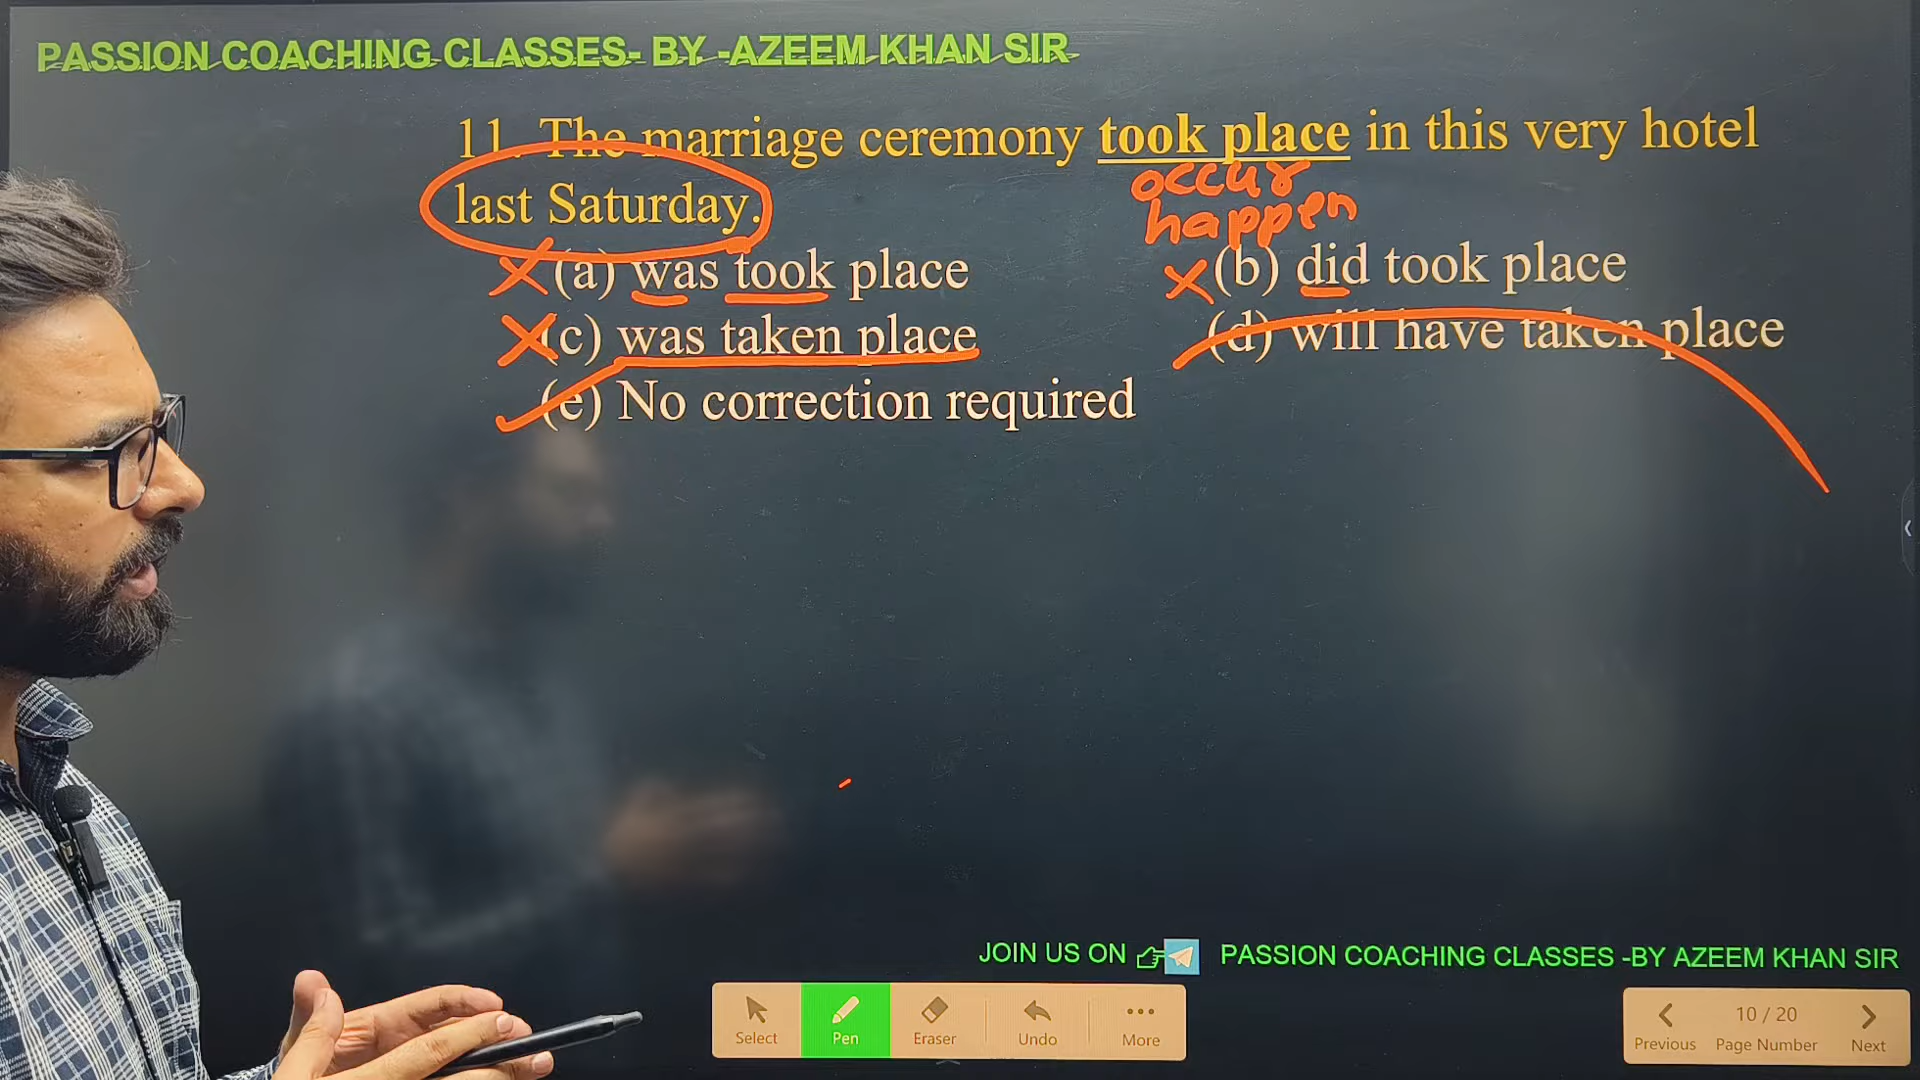 PASSION COACHING CLASSES- BY -AZEEM KHAN SIR
11. The marriage ceremony took place in this very hotel
occur
last Saturday.
happen
(a) was took place (b) did took place
(c) was taken place (d) will have taken place
(e) No correction required
JOIN US ON PASSION COACHING CLASSES -BY AZEEM KHAN SIR
Select Pen Eraser Undo More
10 / 20
Previous Page Number Next